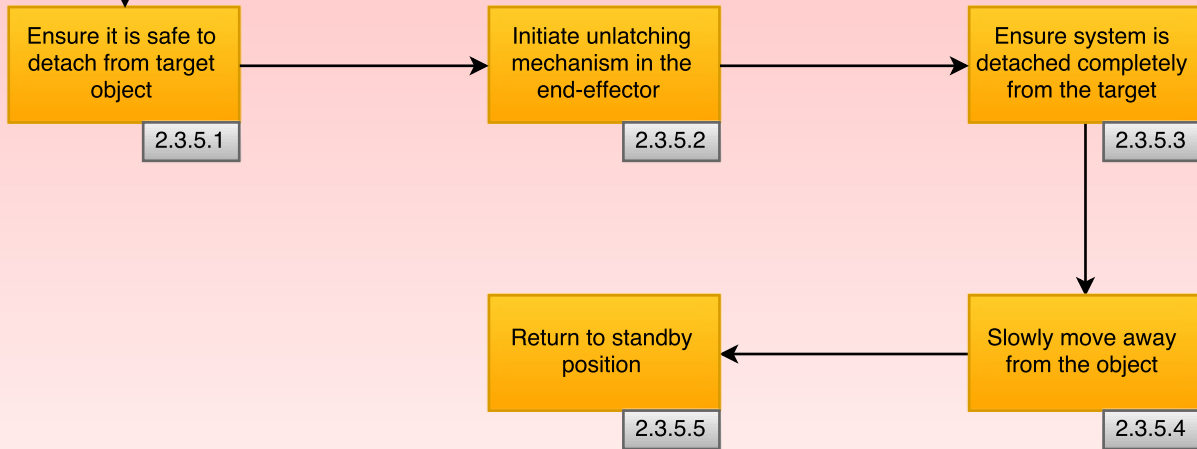 Ensure it is safe to
detach from target
object
2.3.5.1
Initiate unlatching
mechanism in the
end-effector
2.3.5.2
Ensure system is
detached completely
from the target
2.3.5.3
Slowly move away
from the object
2.3.5.4
Return to standby
position
2.3.5.5